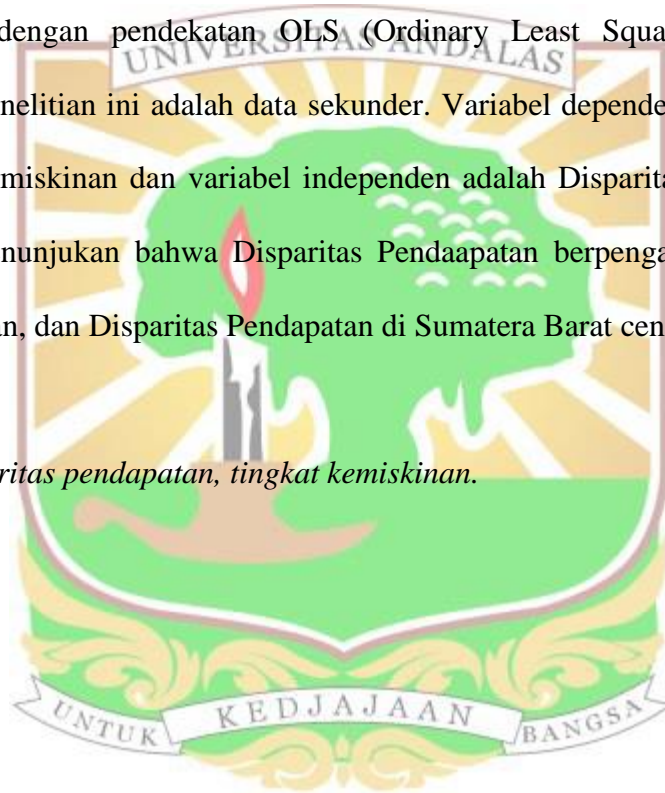 dengan pendekatan OLS (Ordinary Least Squa
UNIVERSITAS ANDALAS
nelitian ini adalah data sekunder. Variabel depende
miskinan dan variabel independen adalah Disparita
nunjukan bahwa Disparitas Pendaapatan berpenga
an, dan Disparitas Pendapatan di Sumatera Barat cen
ritas pendapatan, tingkat kemiskinan.
UNTUK KEDJAJAAN BANGSA